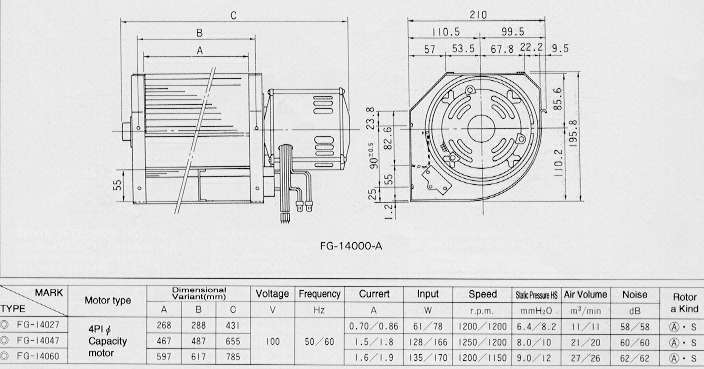 C
B
A
55
210
110.5 99.5
57 53.5 67.8 22.2 9.5
23.8
82.6
90±0.5
55
25
1.2
85.6
195.8
110.2
FG-14000-A
MARK
TYPE
Motor type
Dimensional Variant(mm)
A B C
Voltage V
Frequency Hz
Currert A
Input W
Speed r.p.m.
Static Pressure HS mmH₂O
Air Volume m³/min
Noise dB
Rotor a Kind
◎ FG-14027 268 288 431 0.70/0.86 61/78 1200/1200 6.4/8.2 11/11 58/58 Ⓐ·S
◎ FG-14047 4PIφ Capacity motor 467 487 655 100 50/60 1.5/1.8 128/166 1250/1200 8.0/10 21/20 60/60 Ⓐ·S
◎ FG-14060 597 617 785 1.6/1.9 135/170 1200/1150 9.0/12 27/26 62/62 Ⓐ·S